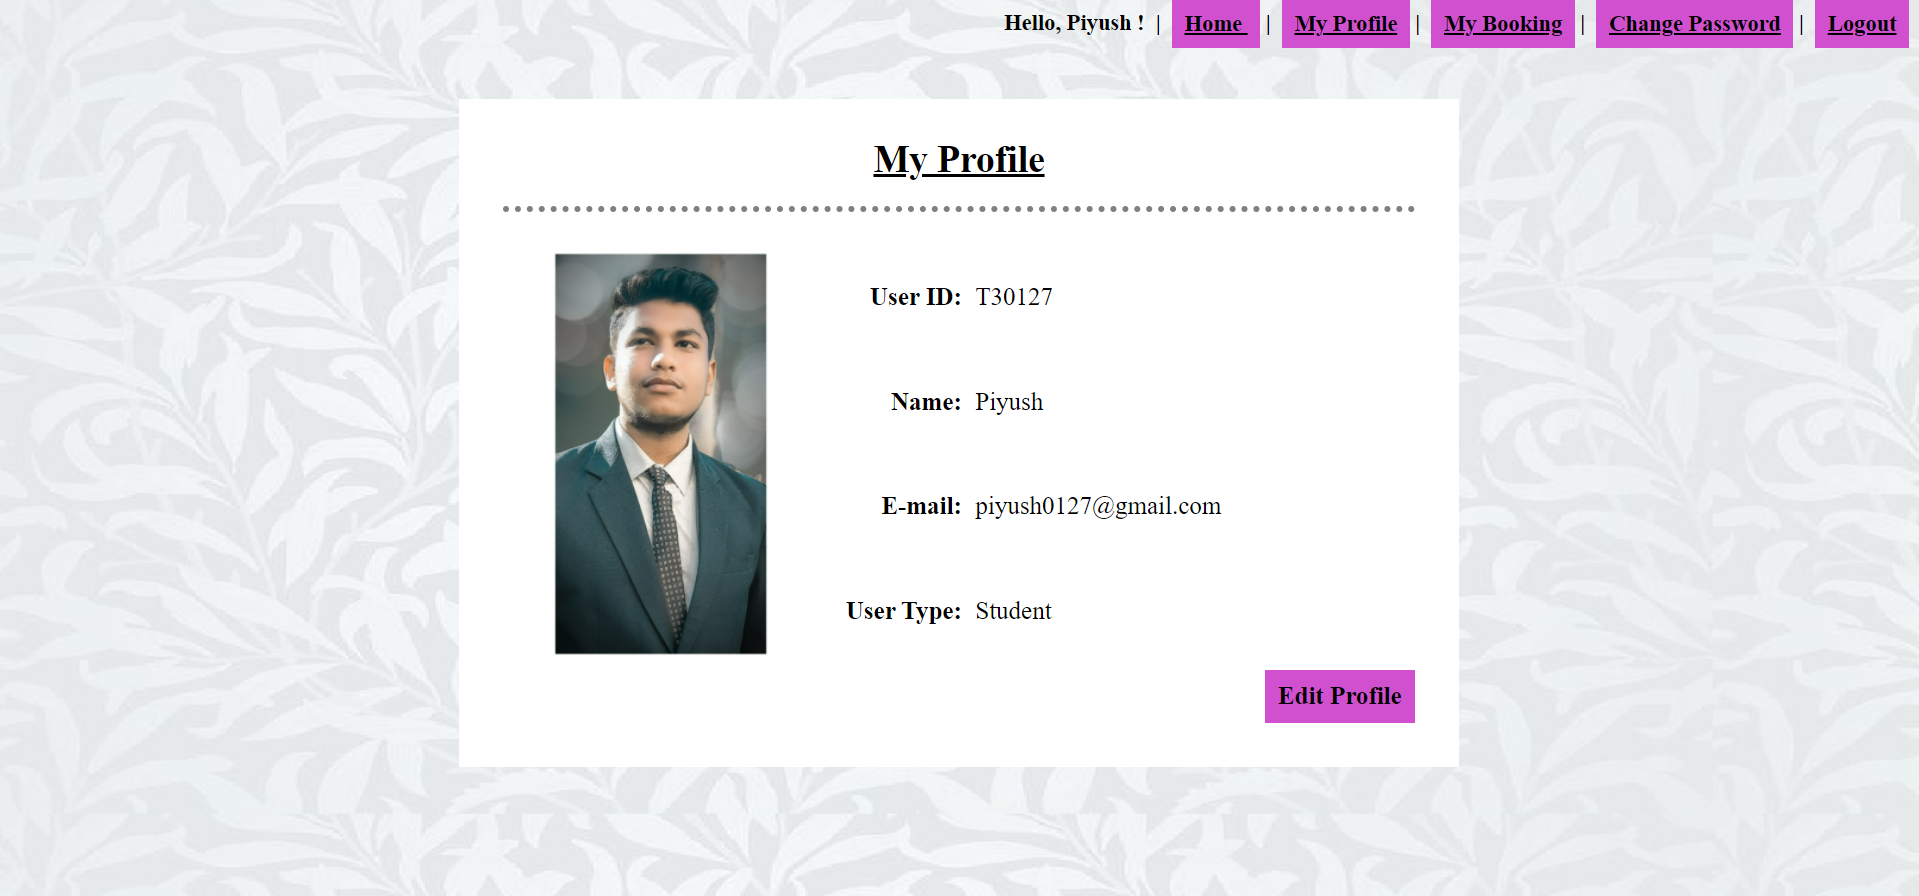 Hello, Piyush ! | Home | My Profile | My Booking | Change Password | Logout
My Profile
User ID: T30127
Name: Piyush
E-mail: piyush0127@gmail.com
User Type: Student
Edit Profile